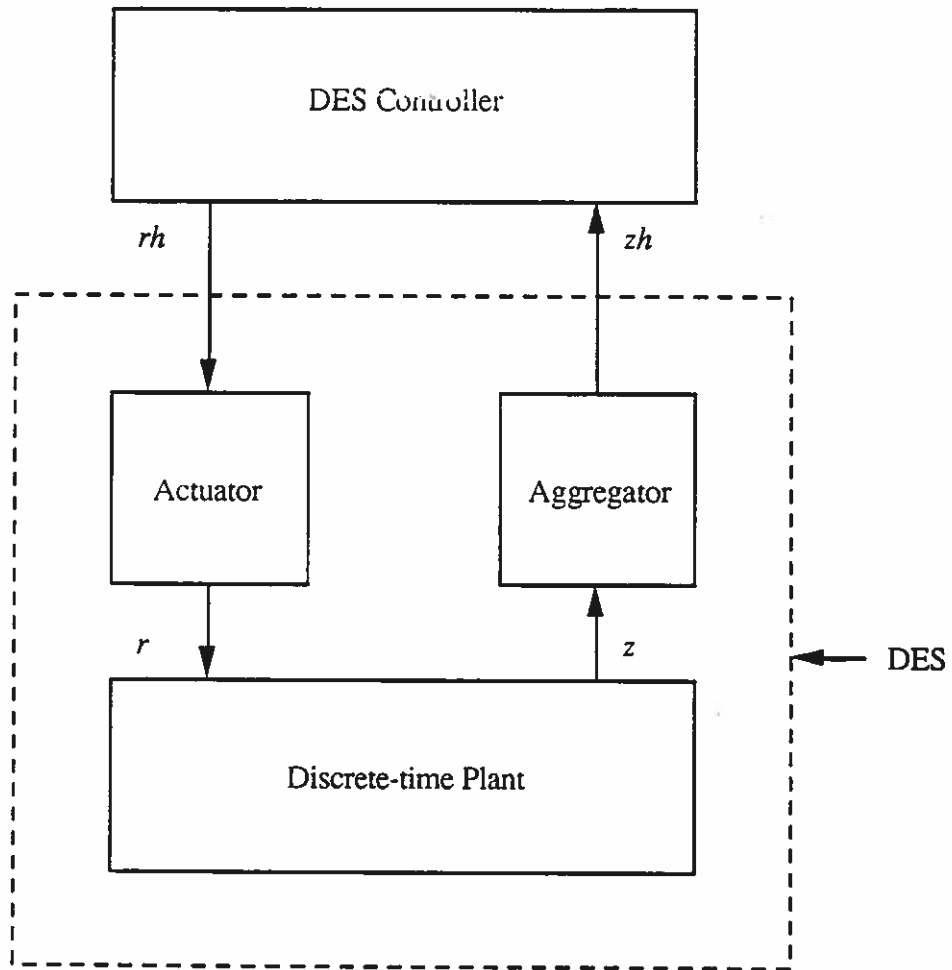 DES Controller
rh
zh
Actuator
Aggregator
r
z
DES
Discrete-time Plant